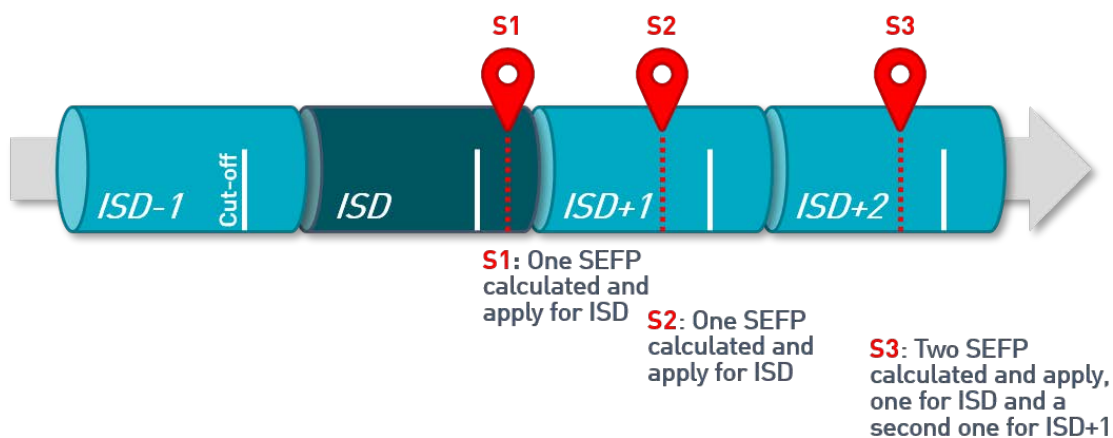 S1
S2
S3
ISD-1
Cut-off
ISD
ISD+1
ISD+2
S1: One SEFP
calculated and
apply for ISD
S2: One SEFP
calculated and
apply for ISD
S3: Two SEFP
calculated and apply,
one for ISD and a
second one for ISD+1